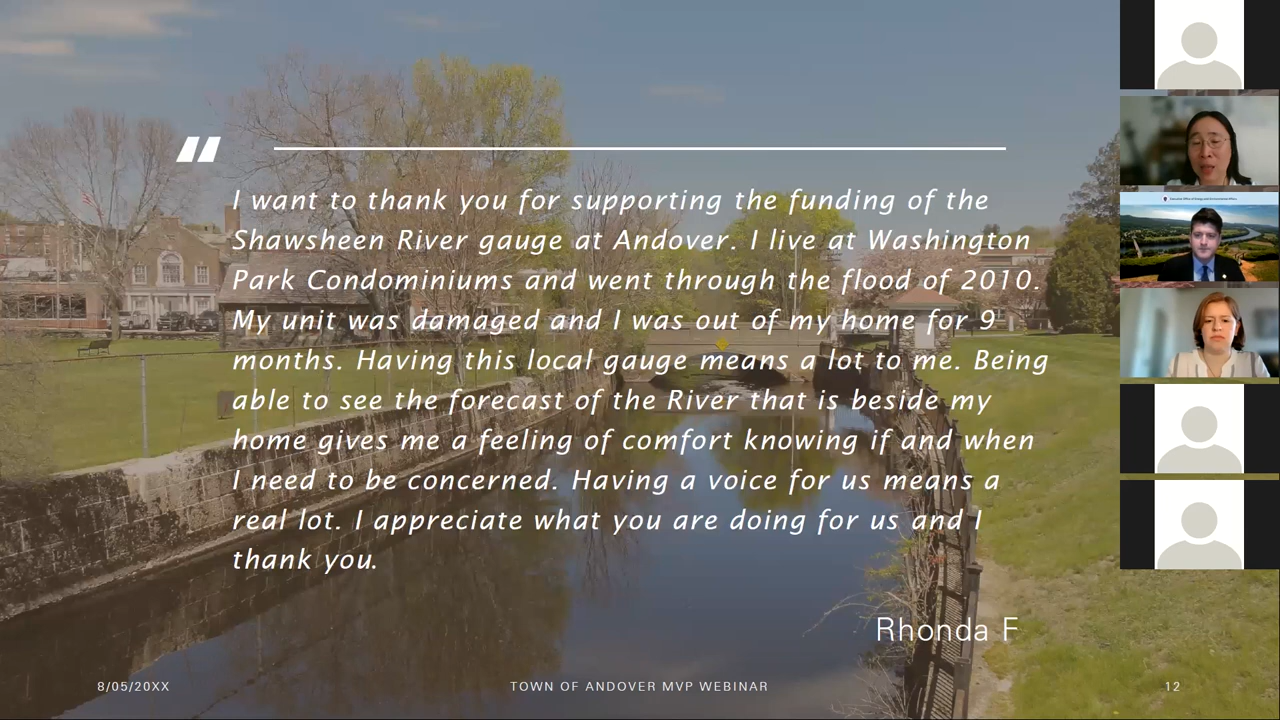 “
I want to thank you for supporting the funding of the
Shawsheen River gauge at Andover. I live at Washington
Park Condominiums and went through the flood of 2010.
My unit was damaged and I was out of my home for 9
months. Having this local gauge means a lot to me. Being
able to see the forecast of the River that is beside my
home gives me a feeling of comfort knowing if and when
I need to be concerned. Having a voice for us means a
real lot. I appreciate what you are doing for us and I
thank you.
Rhonda F
8/05/20XX
TOWN OF ANDOVER MVP WEBINAR
12